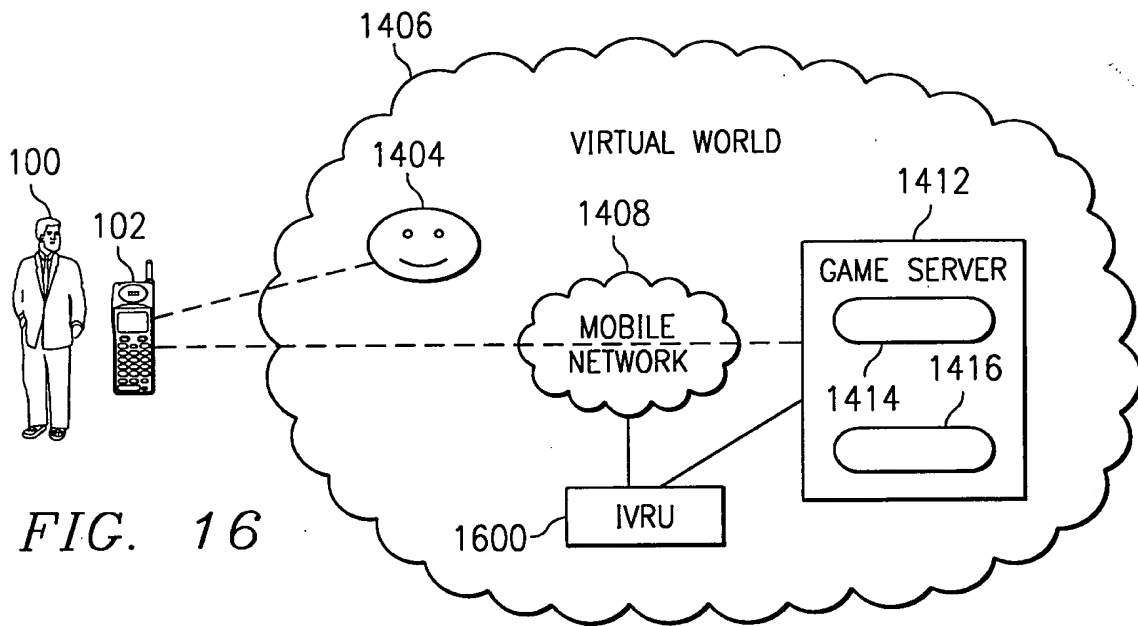 1406
VIRTUAL WORLD
100
1404
102
1408
1412
GAME SERVER
MOBILE
NETWORK
1414
1416
IVRU
1600
FIG. 16